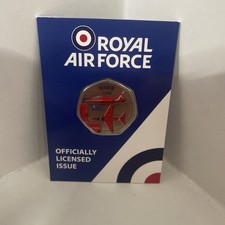 ROYAL
AIR FORCE
OFFICIALLY
LICENSED
ISSUE